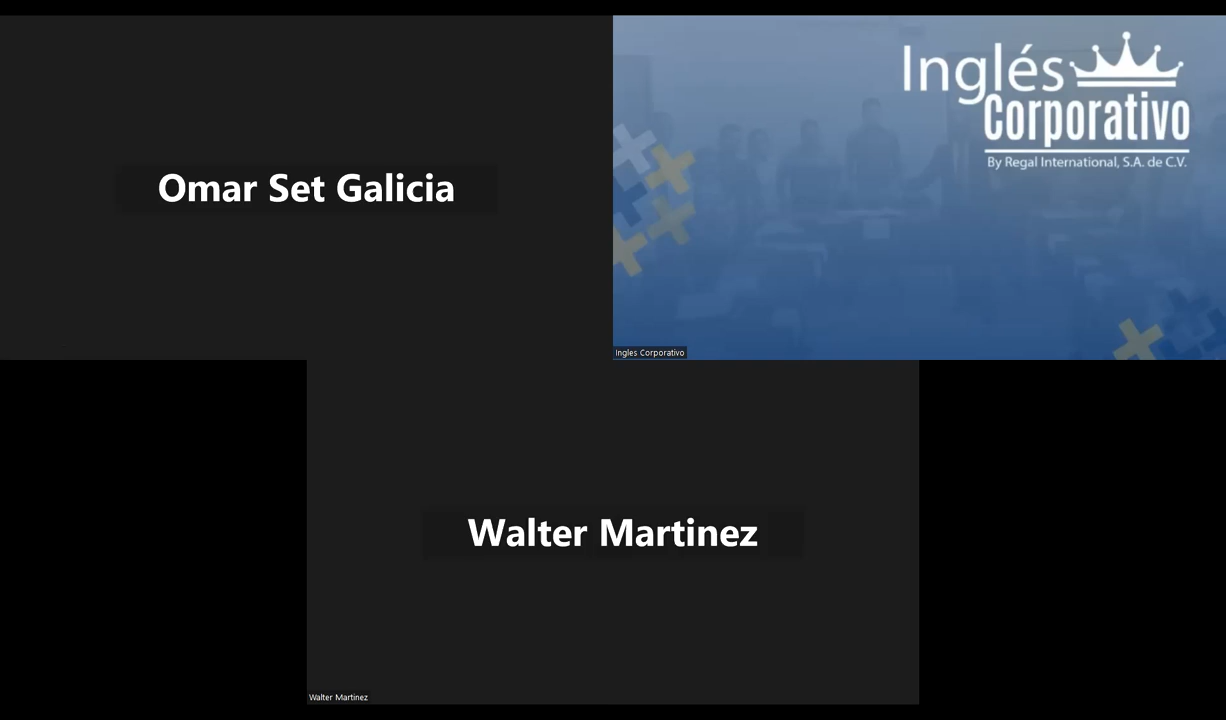 Omar Set Galicia
Inglés
Corporativo
By Regal International, S.A. de C.V.
Ingles Corporativo
Walter Martinez
Walter Martinez